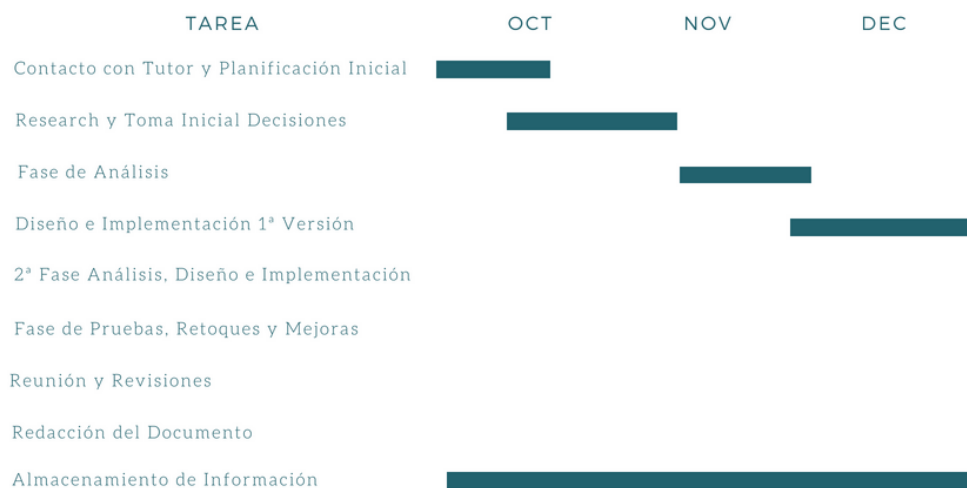 TAREA OCT NOV DEC
Contacto con Tutor y Planificación Inicial
Research y Toma Inicial Decisiones
Fase de Análisis
Diseño e Implementación 1ª Versión
2ª Fase Análisis, Diseño e Implementación
Fase de Pruebas, Retoques y Mejoras
Reunión y Revisiones
Redacción del Documento
Almacenamiento de Información